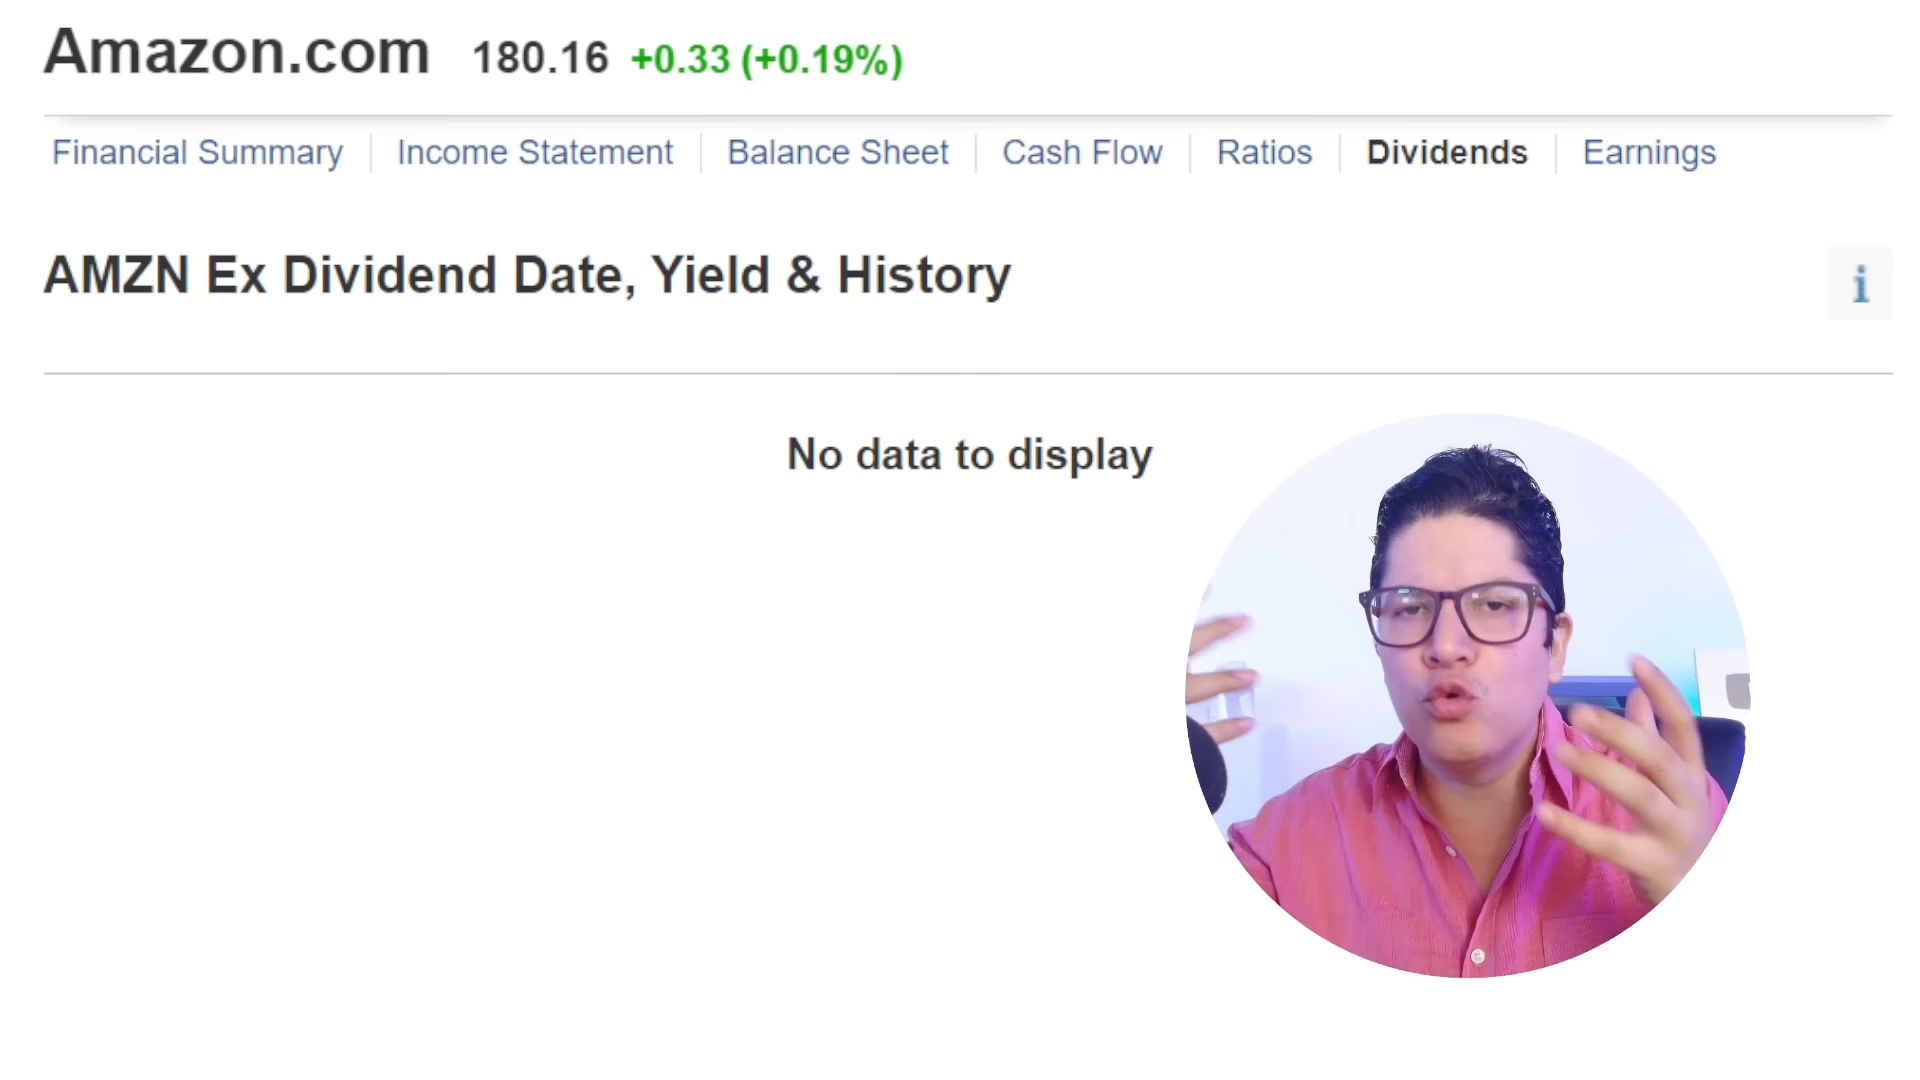 Amazon.com 180.16 +0.33 (+0.19%)
Financial Summary Income Statement Balance Sheet Cash Flow Ratios Dividends Earnings
AMZN Ex Dividend Date, Yield & History
i
No data to display